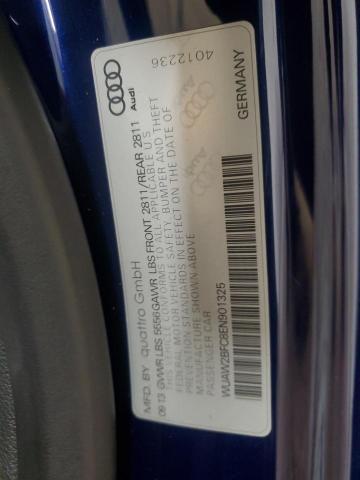 MFD. BY quattro GmbH
09.13 GVWR LBS 5556 GAWR LBS FRONT 2811/REAR 2811
THIS VEHICLE CONFORMS TO ALL APPLICABLE U S
FEDERAL MOTOR VEHICLE SAFETY, BUMPER AND THEFT
PREVENTION STANDARDS IN EFFECT ON THE DATE OF
MANUFACTURE SHOWN ABOVE
PASSENGER CAR
WUAW2BFC8EN901325
Audi
4012236
GERMANY